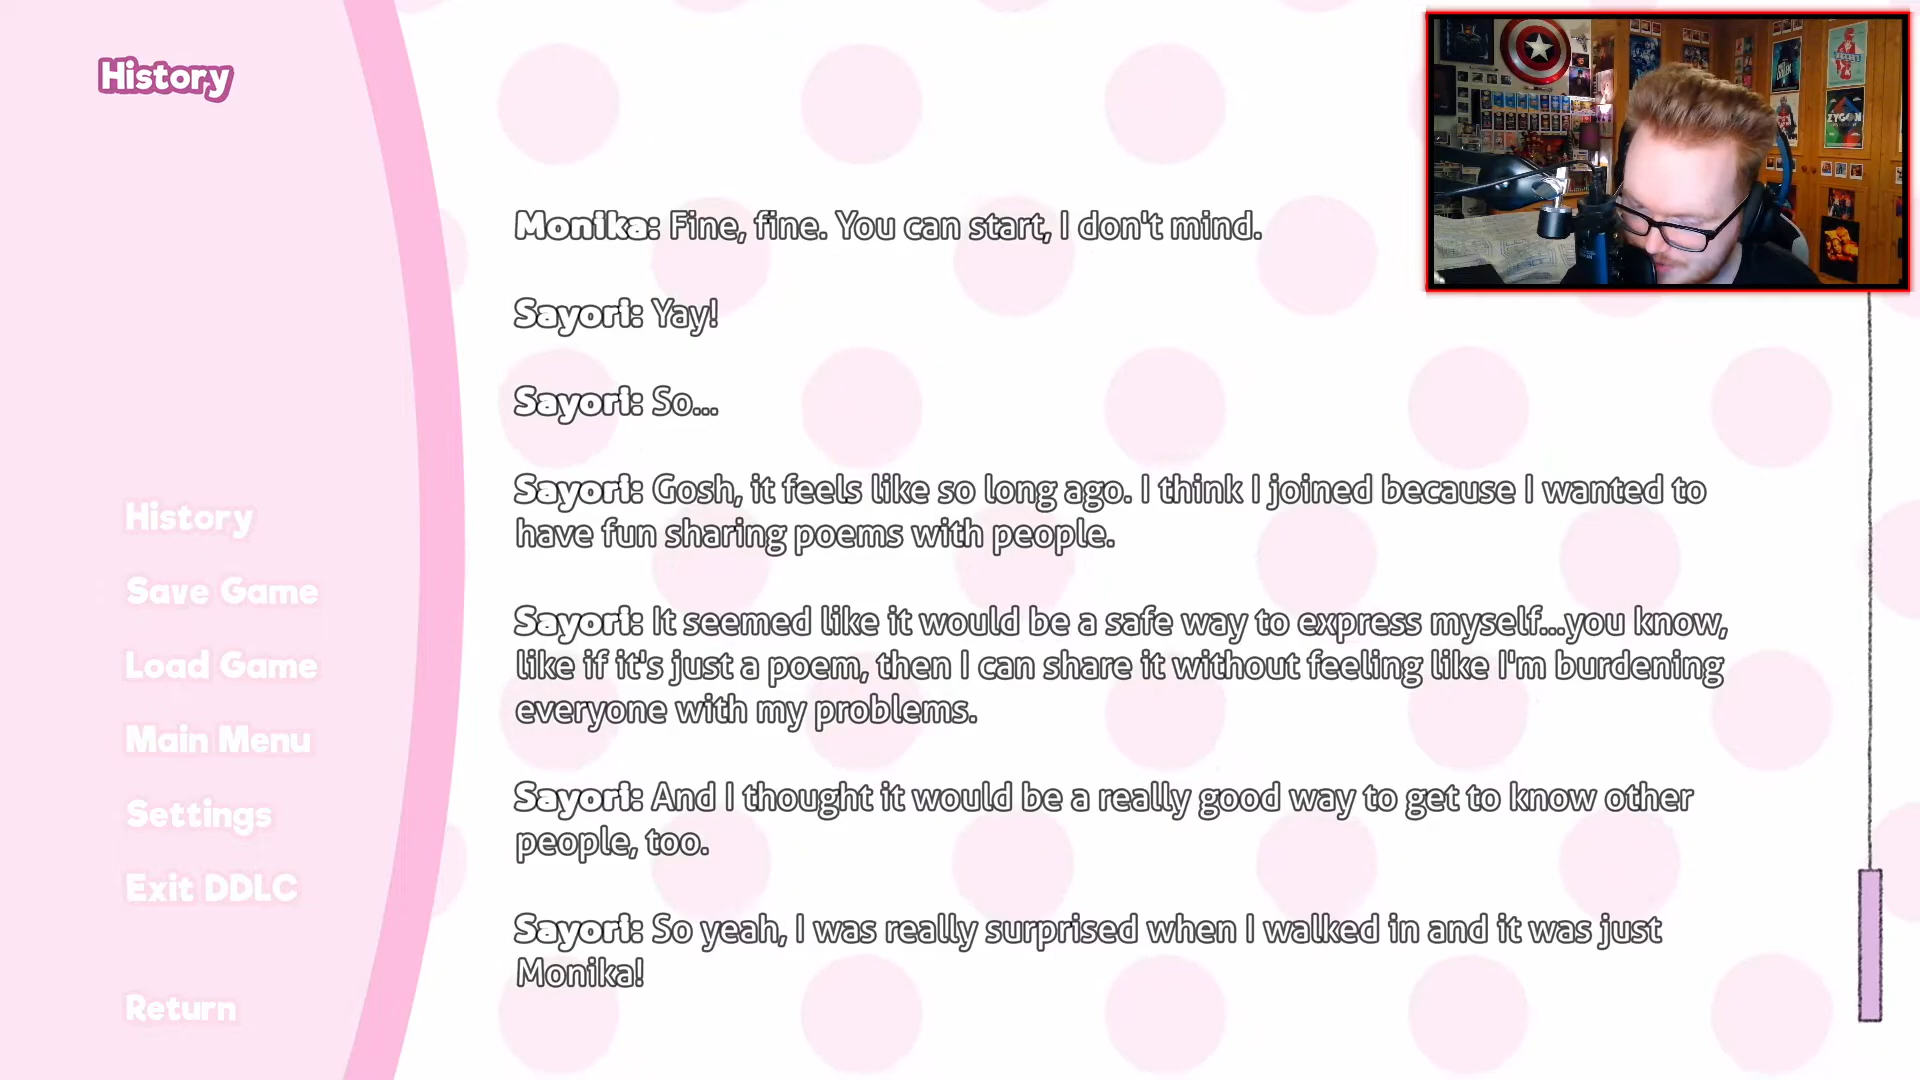 History
Monika: Fine, fine. You can start, I don't mind.
Sayori: Yay!
Sayori: So...
Sayori: Gosh, it feels like so long ago. I think I joined because I wanted to
have fun sharing poems with people.
Sayori: It seemed like it would be a safe way to express myself...you know,
like if it's just a poem, then I can share it without feeling like I'm burdening
everyone with my problems.
Sayori: And I thought it would be a really good way to get to know other
people, too.
Sayori: So yeah, I was really surprised when I walked in and it was just
Monika!
History
Save Game
Load Game
Main Menu
Settings
Exit DDLC
Return
ZYGON